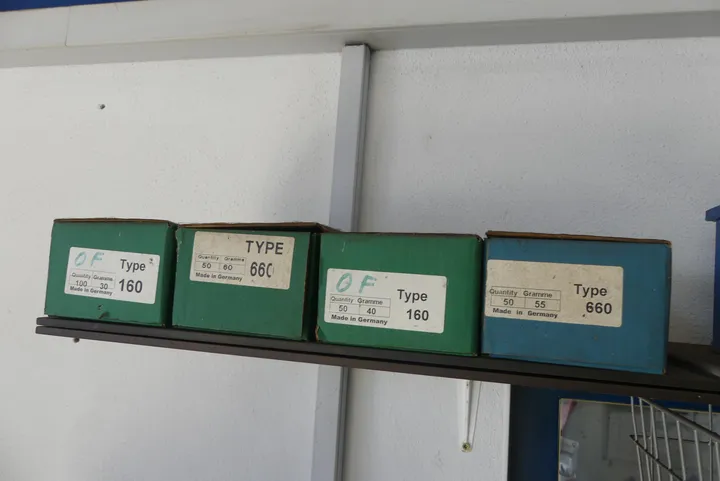 OF
Type
Quantity Gramme
100 30
160
Made in Germany
TYPE
Quantity Gramme
50 60
660
Made in Germany
OF
Quantity Gramme
Type
50 40
160
Made in Germany
Quantity Gramme
Type
50 55
660
Made in Germany